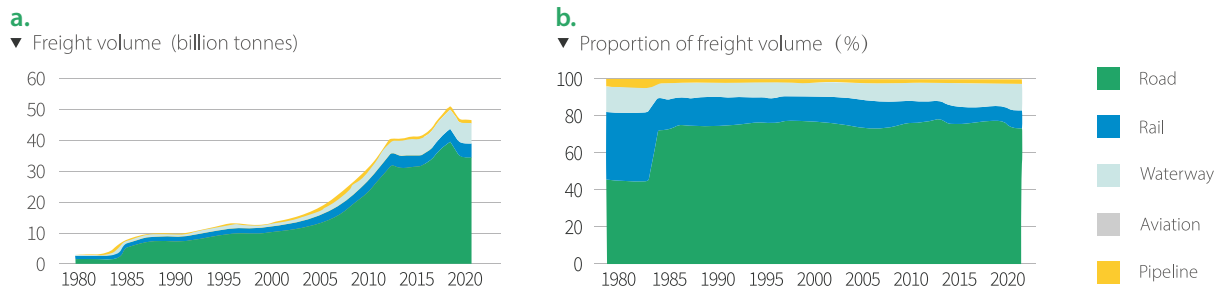 a.
▼ Freight volume (billion tonnes)
60
50
40
30
20
10
0
1980 1985 1990 1995 2000 2005 2010 2015 2020
b.
▼ Proportion of freight volume (%)
100
80
60
40
20
0
1980 1985 1990 1995 2000 2005 2010 2015 2020
Road
Rail
Waterway
Aviation
Pipeline